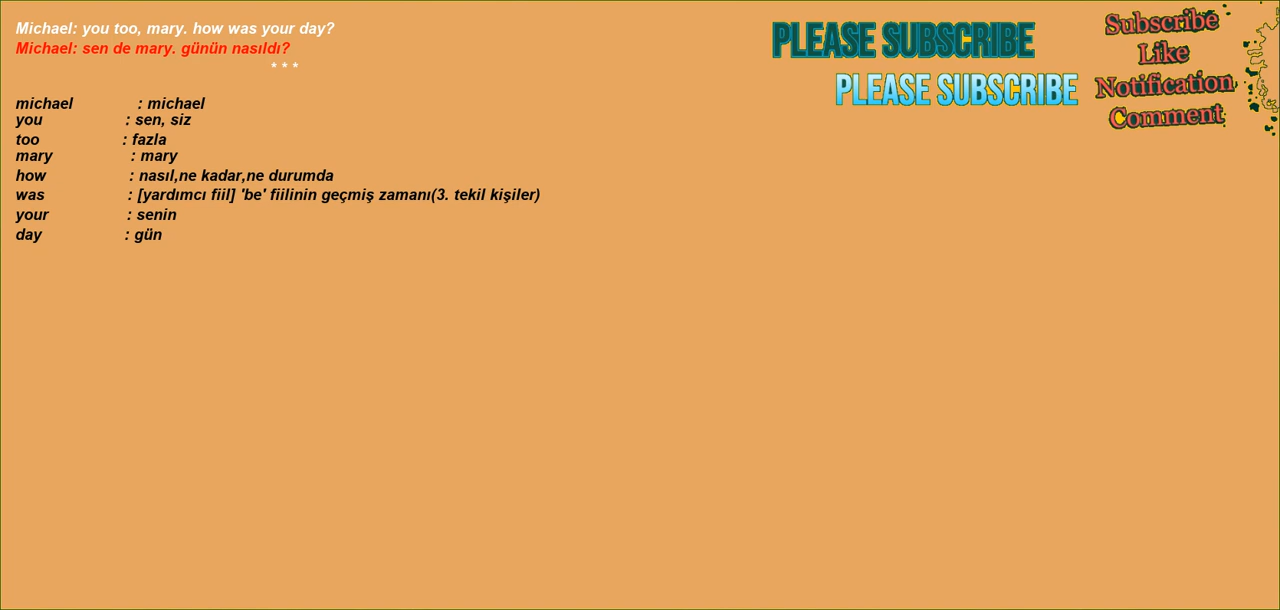 Michael: you too, mary. how was your day?
Michael: sen de mary. günün nasıldı?
* * *
michael : michael
you : sen, siz
too : fazla
mary : mary
how : nasıl,ne kadar,ne durumda
was : [yardımcı fiil] 'be' fiilinin geçmiş zamanı(3. tekil kişiler)
your : senin
day : gün
PLEASE SUBSCRIBE
PLEASE SUBSCRIBE
Subscribe
Like
Notification
Comment